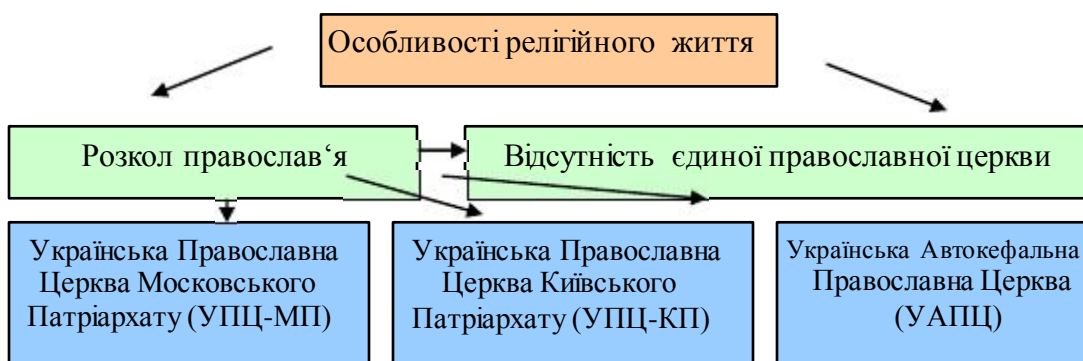 Особливості релігійного життя
Розкол православ‘я
Відсутність єдиної православної церкви
Українська Православна
Церква Московського
Патріархату (УПЦ-МП)
Українська Православна
Церква Київського
Патріархату (УПЦ-КП)
Українська Автокефальна
Православна Церква
(УАПЦ)